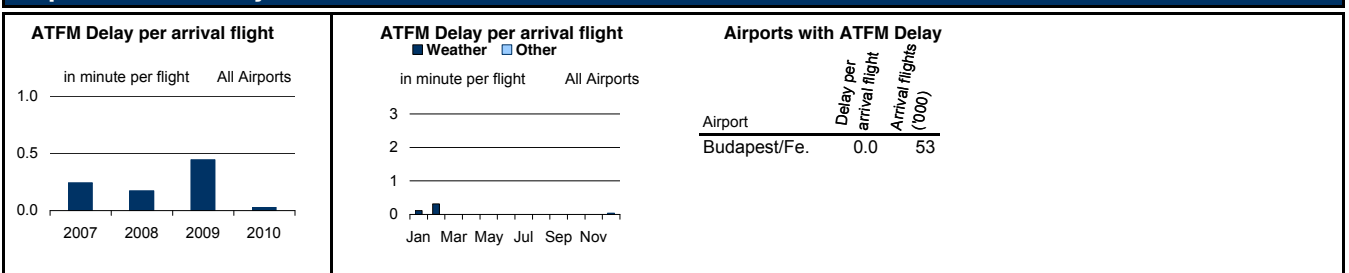 ATFM Delay per arrival flight
in minute per flight All Airports
1.0
0.5
0.0
2007 2008 2009 2010
ATFM Delay per arrival flight
Weather Other
in minute per flight All Airports
3
2
1
0
Jan Mar May Jul Sep Nov
Airports with ATFM Delay
Airport Delay per arrival flight Arrival flights ('000)
Budapest/Fe. 0.0 53